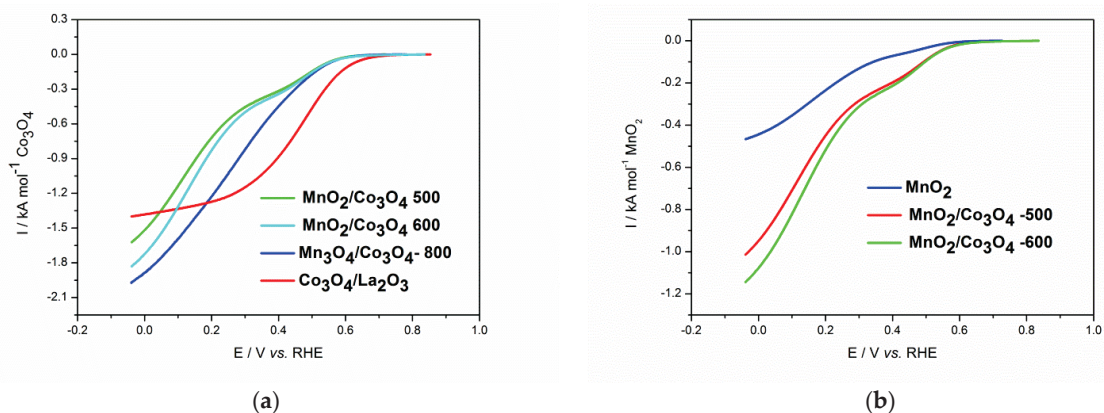 0.3
0.0
-0.3
-0.6
-0.9
-1.2
-1.5
-1.8
-2.1
I / kA mol⁻¹ Co₃O₄
MnO₂/Co₃O₄ 500
MnO₂/Co₃O₄ 600
Mn₃O₄/Co₃O₄- 800
Co₃O₄/La₂O₃
-0.2 0.0 0.2 0.4 0.6 0.8 1.0
E / V vs. RHE
(a)
0.0
-0.2
-0.4
-0.6
-0.8
-1.0
-1.2
I / kA mol⁻¹ MnO₂
MnO₂
MnO₂/Co₃O₄ -500
MnO₂/Co₃O₄ -600
-0.2 0.0 0.2 0.4 0.6 0.8 1.0
E / V vs. RHE
(b)